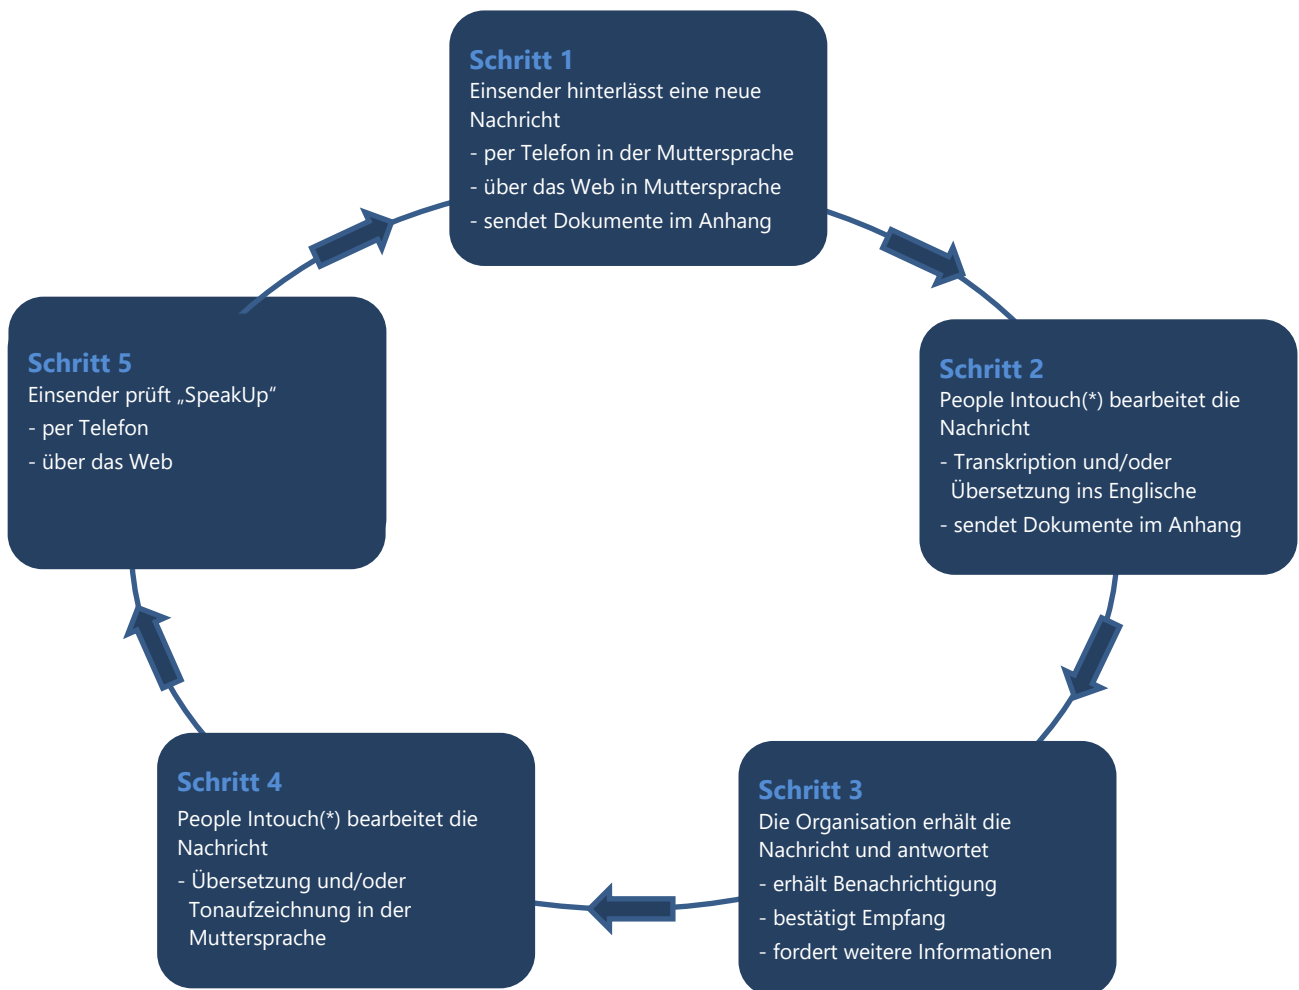 Schritt 1
Einsender hinterlässt eine neue
Nachricht
- per Telefon in der Muttersprache
- über das Web in Muttersprache
- sendet Dokumente im Anhang
Schritt 2
People Intouch(*) bearbeitet die
Nachricht
- Transkription und/oder
Übersetzung ins Englische
- sendet Dokumente im Anhang
Schritt 3
Die Organisation erhält die
Nachricht und antwortet
- erhält Benachrichtigung
- bestätigt Empfang
- fordert weitere Informationen
Schritt 4
People Intouch(*) bearbeitet die
Nachricht
- Übersetzung und/oder
Tonaufzeichnung in der
Muttersprache
Schritt 5
Einsender prüft „SpeakUp“
- per Telefon
- über das Web